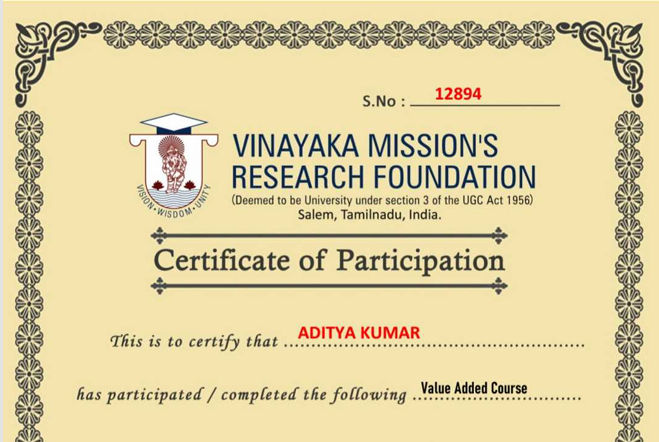 S.No : 12894
VINAYAKA MISSION'S
RESEARCH FOUNDATION
(Deemed to be University under section 3 of the UGC Act 1956)
Salem, Tamilnadu, India.
VISION • WISDOM • UNITY
Certificate of Participation
This is to certify that ADITYA KUMAR
has participated / completed the following Value Added Course